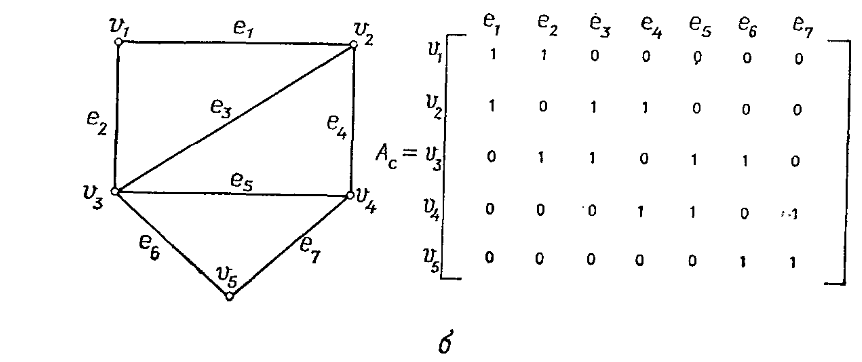 v₁ e₁ v₂
e₂ e₃ e₄
v₃ e₅ v₄
e₆ e₇
v₅
e₁ e₂ e₃ e₄ e₅ e₆ e₇
v₁ 1 1 0 0 0 0 0
v₂ 1 0 1 1 0 0 0
A_c = v₃ 0 1 1 0 1 1 0
v₄ 0 0 0 1 1 0 1
v₅ 0 0 0 0 0 1 1
б